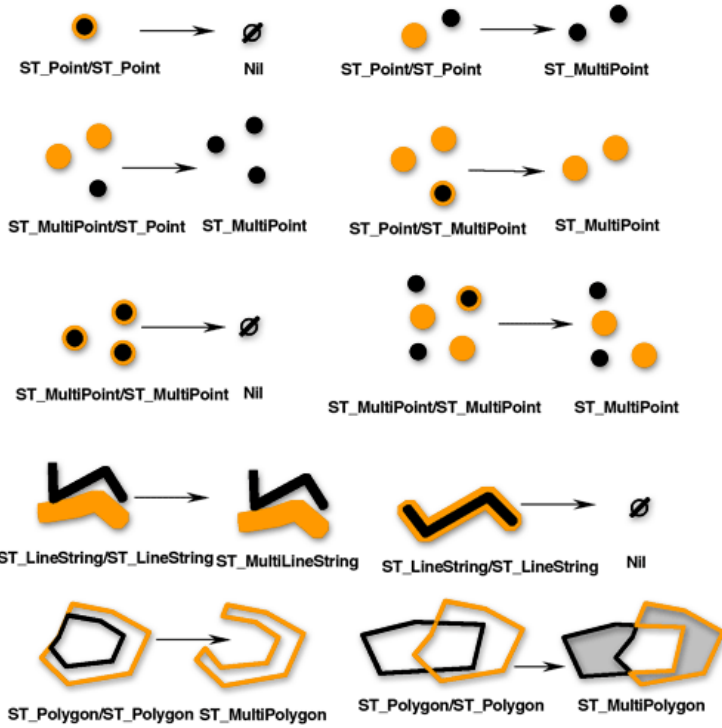 ST_Point/ST_Point Nil
ST_Point/ST_Point ST_MultiPoint
ST_MultiPoint/ST_Point ST_MultiPoint
ST_Point/ST_MultiPoint ST_MultiPoint
ST_MultiPoint/ST_MultiPoint Nil
ST_MultiPoint/ST_MultiPoint ST_MultiPoint
ST_LineString/ST_LineString ST_MultiLineString
ST_LineString/ST_LineString Nil
ST_Polygon/ST_Polygon ST_MultiPolygon
ST_Polygon/ST_Polygon ST_MultiPolygon